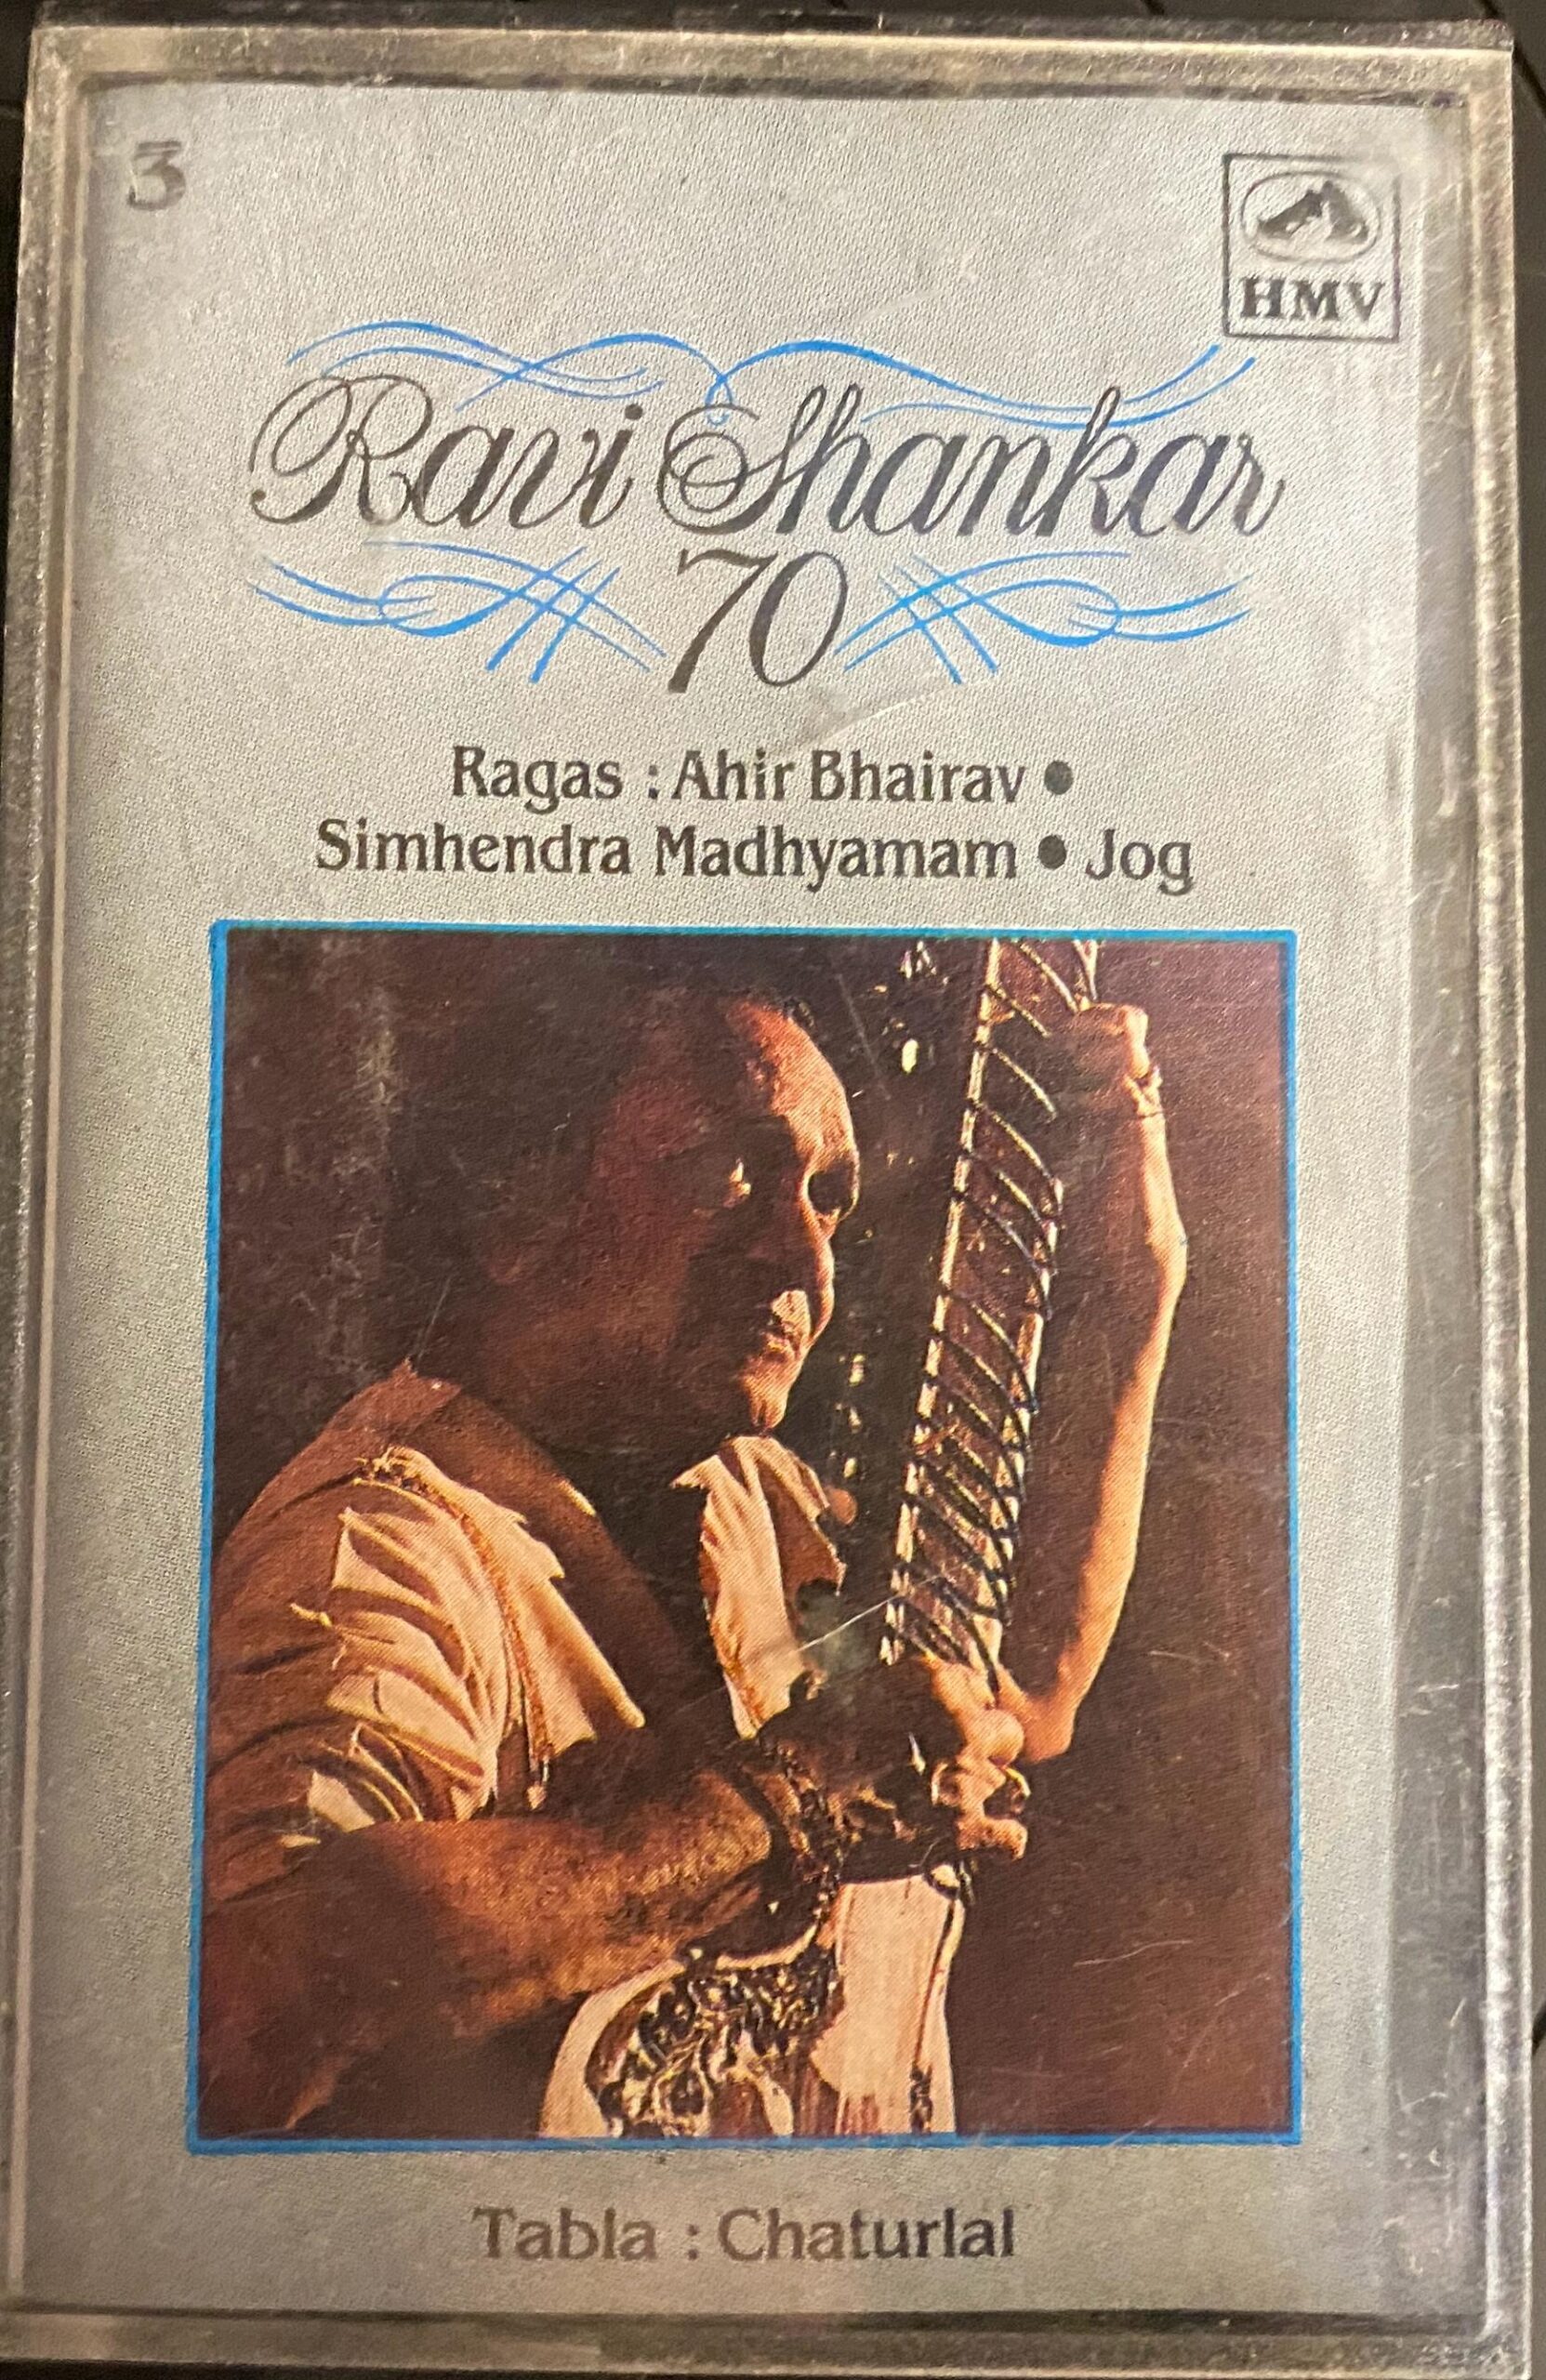 3
HMV
Ravi Shankar
70
Ragas : Ahir Bhairav •
Simhendra Madhyamam • Jog
Tabla : Chaturlal